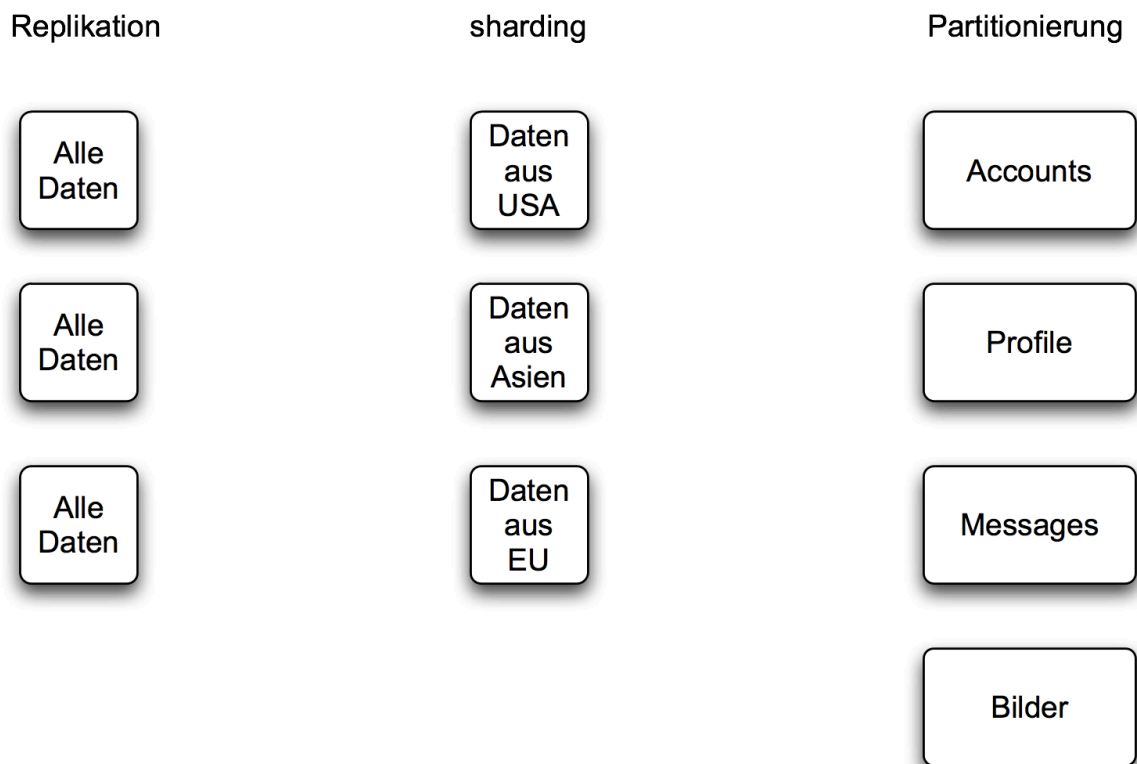 Replikation
sharding
Partitionierung
Alle
Daten
Daten
aus
USA
Accounts
Alle
Daten
Daten
aus
Asien
Profile
Alle
Daten
Daten
aus
EU
Messages
Bilder